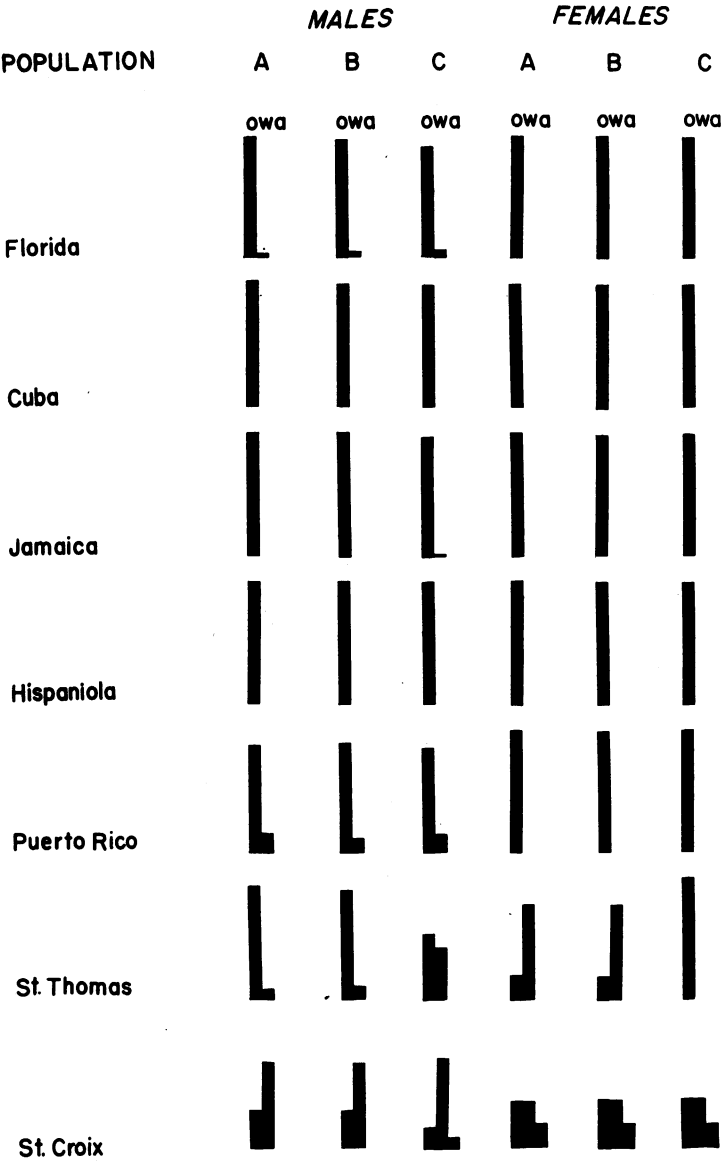 MALES FEMALES
POPULATION A B C A B C
owa owa owa owa owa owa
Florida
Cuba
Jamaica
Hispaniola
Puerto Rico
St. Thomas
St. Croix